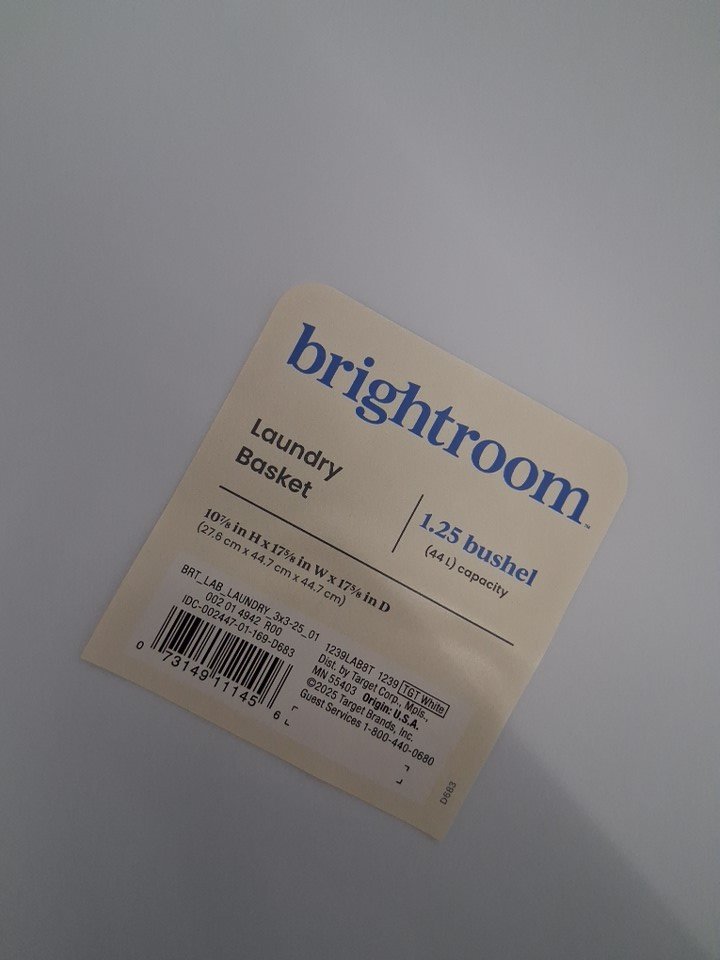 brightroom™
Laundry
Basket
1.25 bushel
(44 L) capacity
10⅞ in H x 17⅝ in W x 17⅝ in D
(27.6 cm x 44.7 cm x 44.7 cm)
BRT_LAB_LAUNDRY_3x3-25_01
002 01 4942 R00
IDC-002447-01-169-D683
0 73149 11145 6
1239LAB8T 1239 TGT White
Dist. by Target Corp., Mpls.,
MN 55403 Origin: U.S.A.
©2025 Target Brands, Inc.
Guest Services 1-800-440-0680
D683